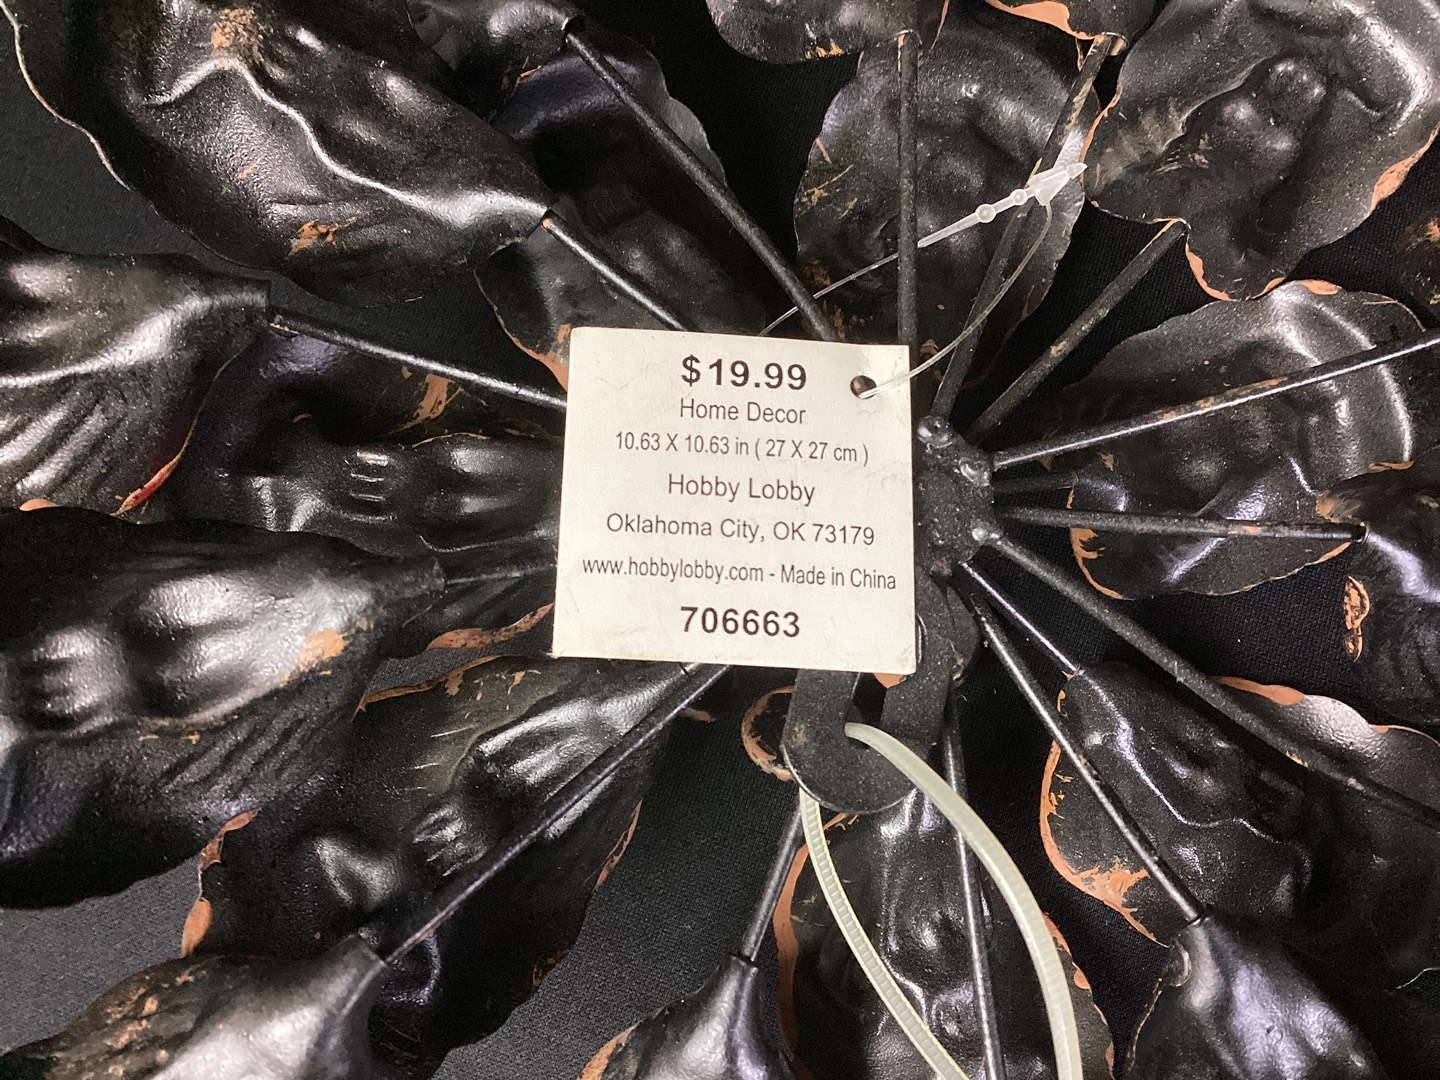 $19.99
Home Decor
10.63 X 10.63 in ( 27 X 27 cm )
Hobby Lobby
Oklahoma City, OK 73179
www.hobbylobby.com - Made in China
706663